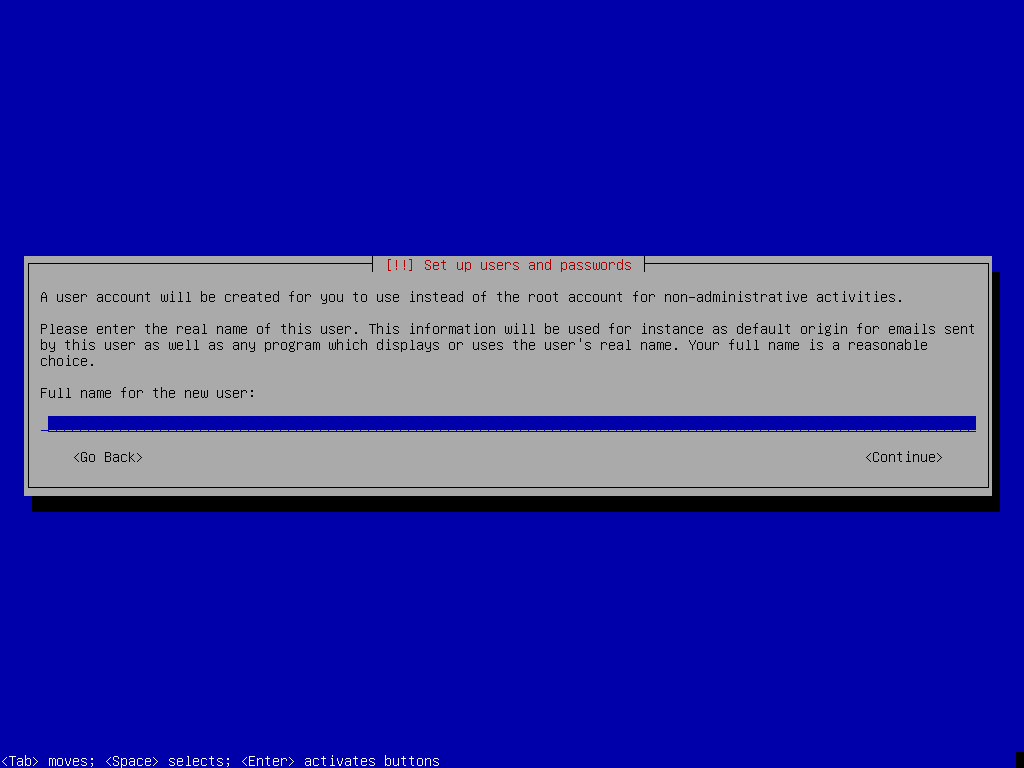 [!!] Set up users and passwords
A user account will be created for you to use instead of the root account for non-administrative activities.
Please enter the real name of this user. This information will be used for instance as default origin for emails sent
by this user as well as any program which displays or uses the user's real name. Your full name is a reasonable
choice.
Full name for the new user:
<Go Back> <Continue>
<Tab> moves; <Space> selects; <Enter> activates buttons